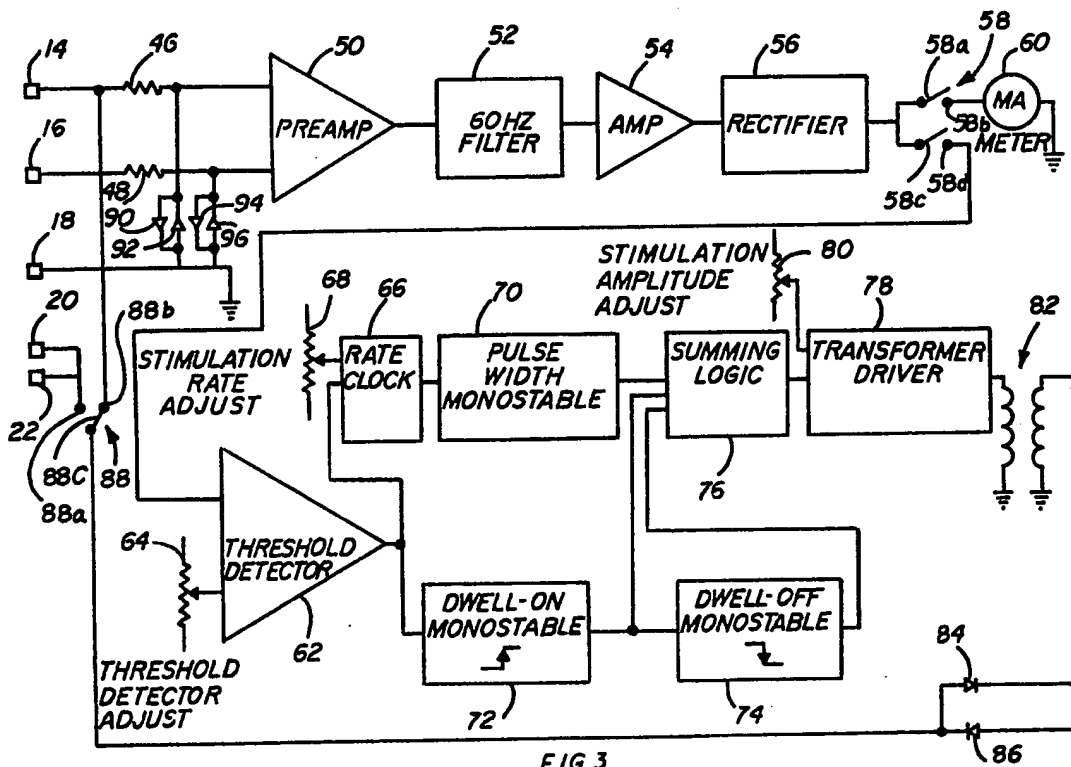 14
46
50
52
54
56
58a
58
60
PREAMP
60HZ
FILTER
AMP
RECTIFIER
MA
58b
METER
16
48
58c
58d
90
92
94
96
18
STIMULATION
AMPLITUDE
ADJUST
80
20
88b
68
66
70
78
82
STIMULATION
RATE
ADJUST
RATE
CLOCK
PULSE
WIDTH
MONOSTABLE
SUMMING
LOGIC
TRANSFORMER
DRIVER
22
88C
88
88a
76
64
THRESHOLD
DETECTOR
62
DWELL-ON
MONOSTABLE
DWELL-OFF
MONOSTABLE
84
THRESHOLD
DETECTOR
ADJUST
72
74
86
FIG 3